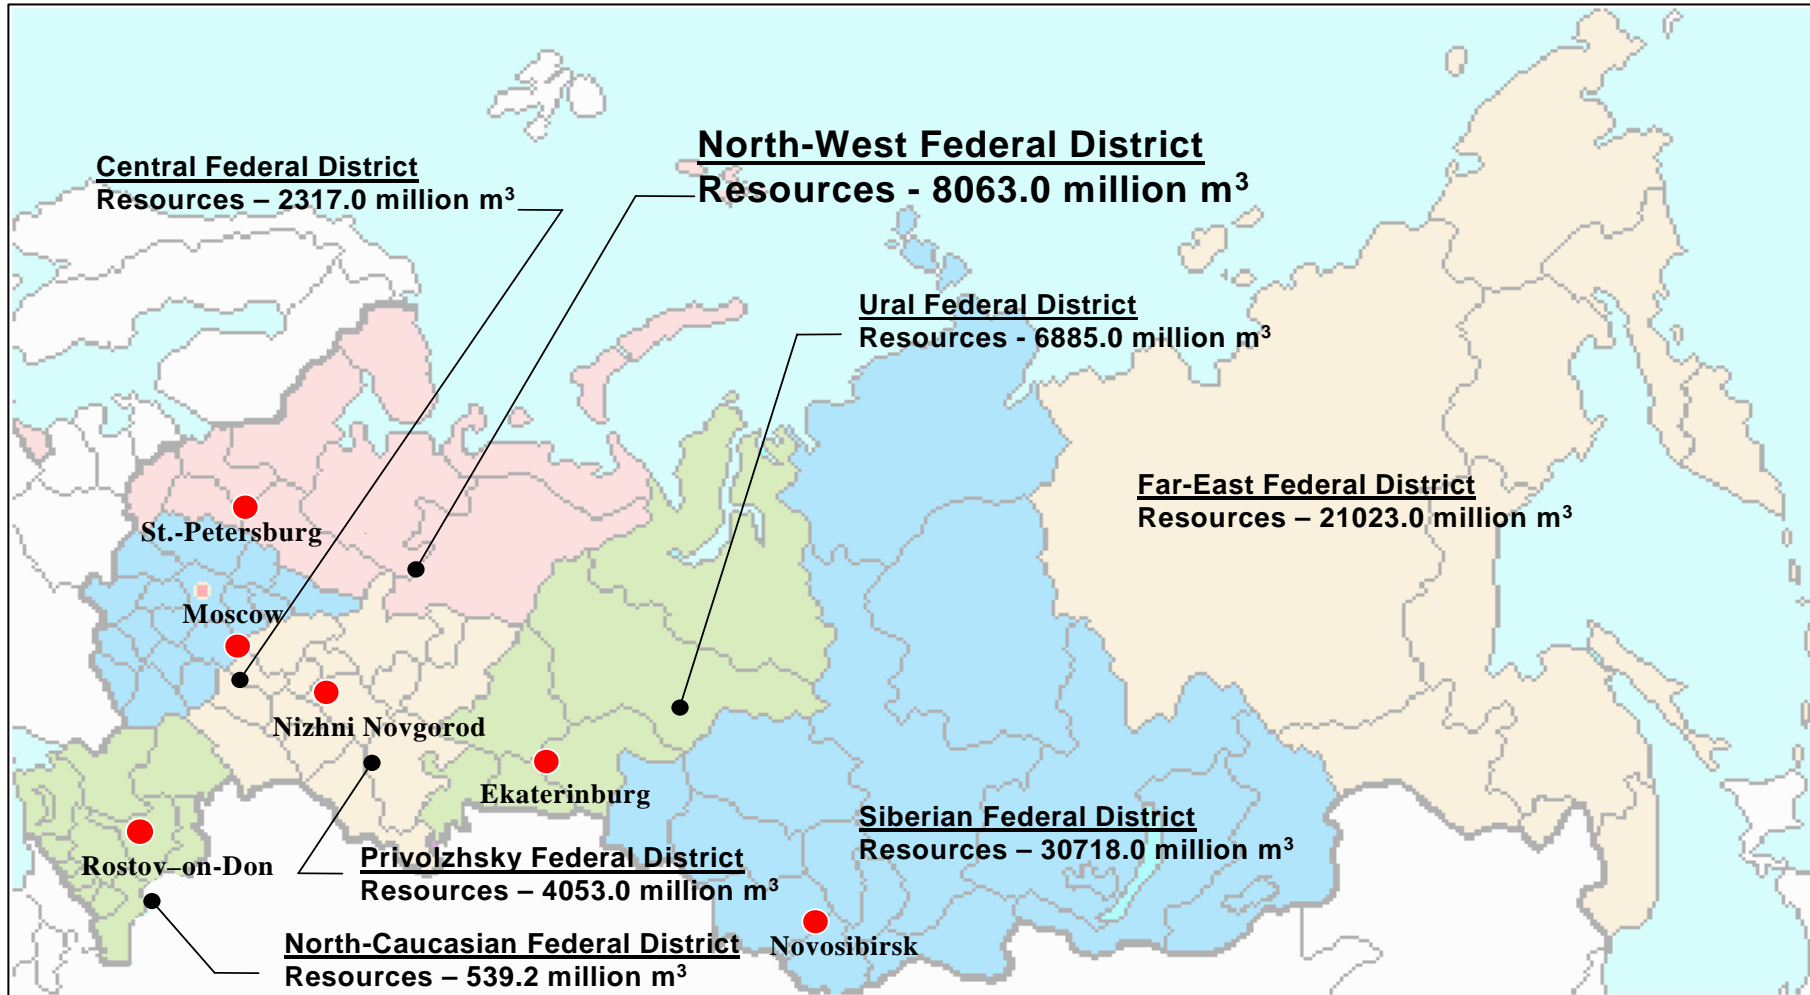 North-West Federal District
Resources - 8063.0 million m³
Central Federal District
Resources – 2317.0 million m³
Ural Federal District
Resources - 6885.0 million m³
Far-East Federal District
Resources – 21023.0 million m³
St.-Petersburg
Moscow
Nizhni Novgorod
Ekaterinburg
Siberian Federal District
Resources – 30718.0 million m³
Rostov–on-Don
Privolzhsky Federal District
Resources – 4053.0 million m³
North-Caucasian Federal District
Resources – 539.2 million m³
Novosibirsk